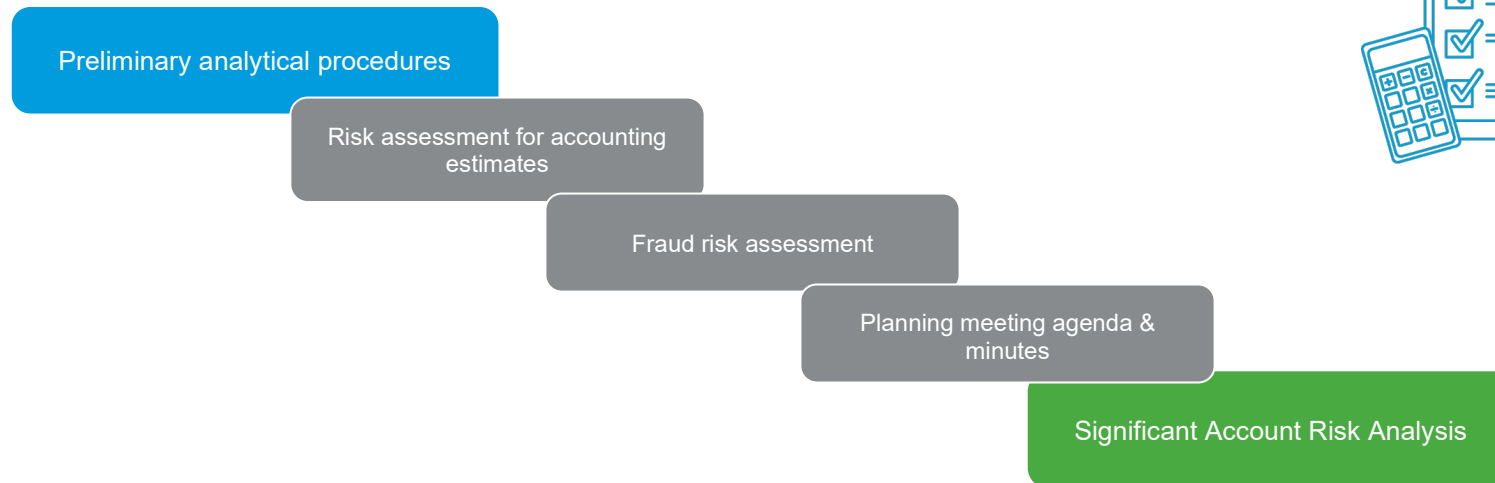 Preliminary analytical procedures
Risk assessment for accounting
estimates
Fraud risk assessment
Planning meeting agenda &
minutes
Significant Account Risk Analysis